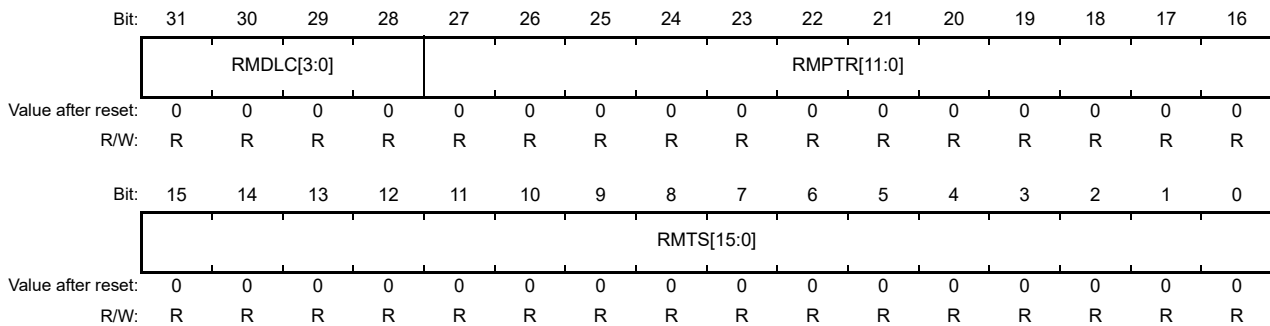 Bit: 31 30 29 28 27 26 25 24 23 22 21 20 19 18 17 16
RMDLC[3:0] RMPTR[11:0]
Value after reset: 0 0 0 0 0 0 0 0 0 0 0 0 0 0 0 0
R/W: R R R R R R R R R R R R R R R R
Bit: 15 14 13 12 11 10 9 8 7 6 5 4 3 2 1 0
RMTS[15:0]
Value after reset: 0 0 0 0 0 0 0 0 0 0 0 0 0 0 0 0
R/W: R R R R R R R R R R R R R R R R